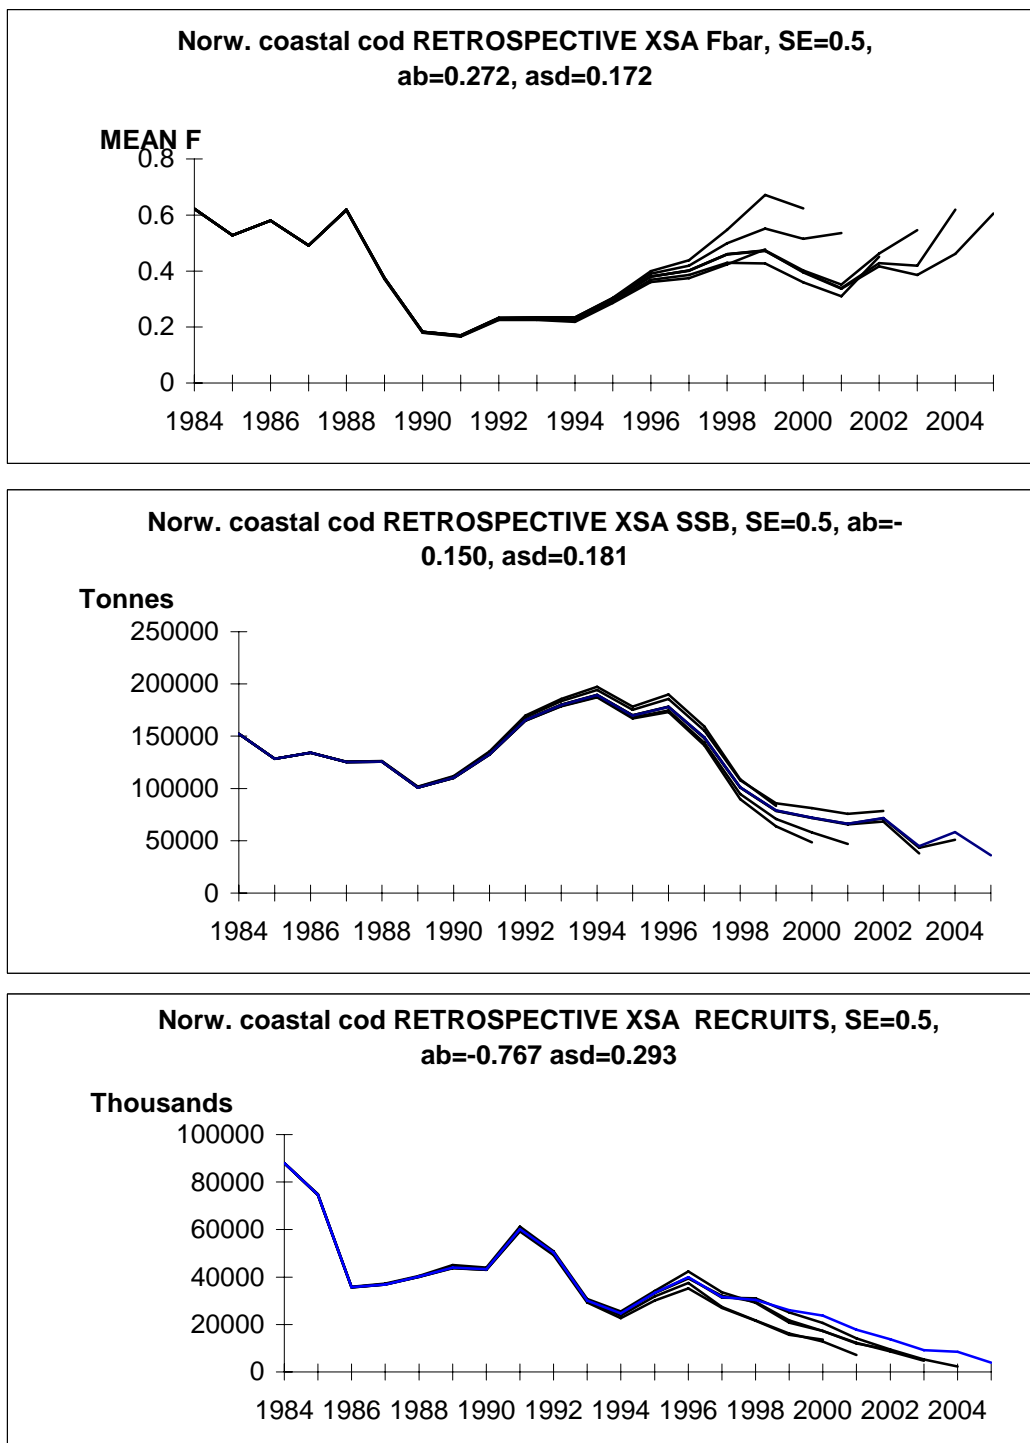 Norw. coastal cod RETROSPECTIVE XSA Fbar, SE=0.5,
ab=0.272, asd=0.172
MEAN F
0.8
0.6
0.4
0.2
0
1984 1986 1988 1990 1992 1994 1996 1998 2000 2002 2004
Norw. coastal cod RETROSPECTIVE XSA SSB, SE=0.5, ab=-
0.150, asd=0.181
Tonnes
250000
200000
150000
100000
50000
0
1984 1986 1988 1990 1992 1994 1996 1998 2000 2002 2004
Norw. coastal cod RETROSPECTIVE XSA  RECRUITS, SE=0.5,
ab=-0.767 asd=0.293
Thousands
100000
80000
60000
40000
20000
0
1984 1986 1988 1990 1992 1994 1996 1998 2000 2002 2004